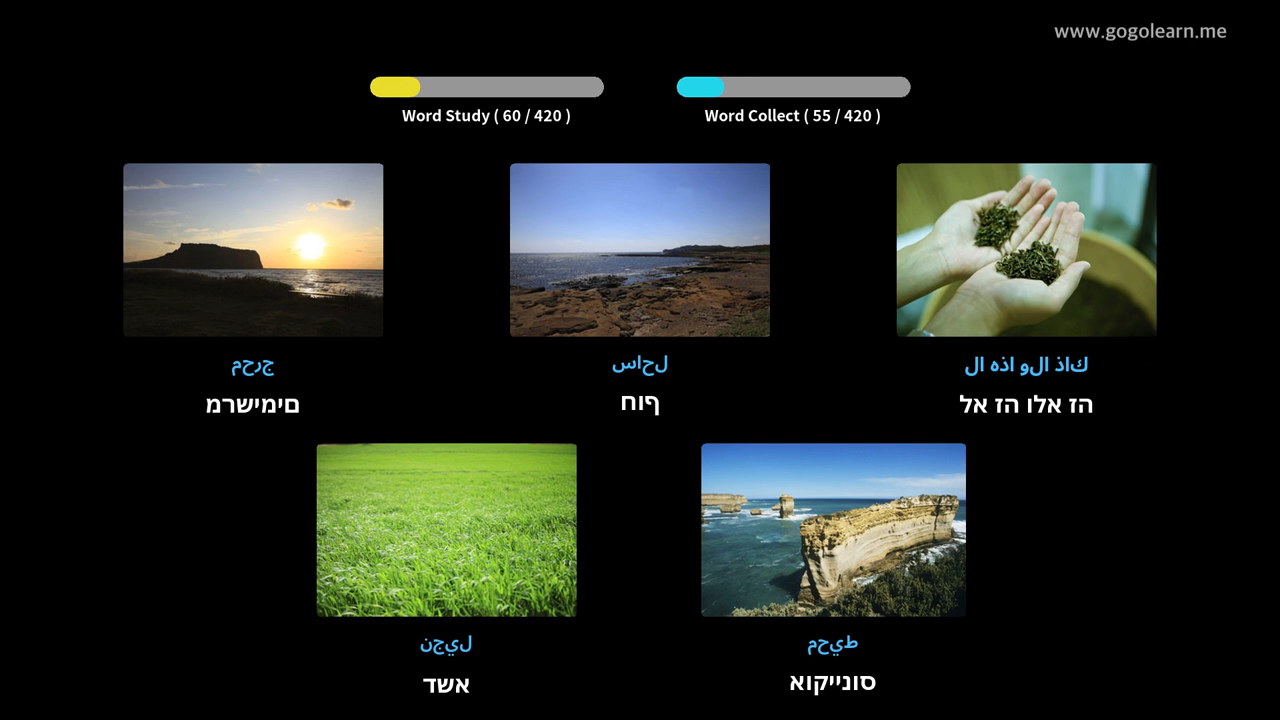 www.gogolearn.me
Word Study ( 60 / 420 )
Word Collect ( 55 / 420 )
جرحم
םימישרמ
لحاس
ףוח
كاذ الو اذه ال
הז אלו הז אל
ليجن
אשד
طيحم
סונייקוא